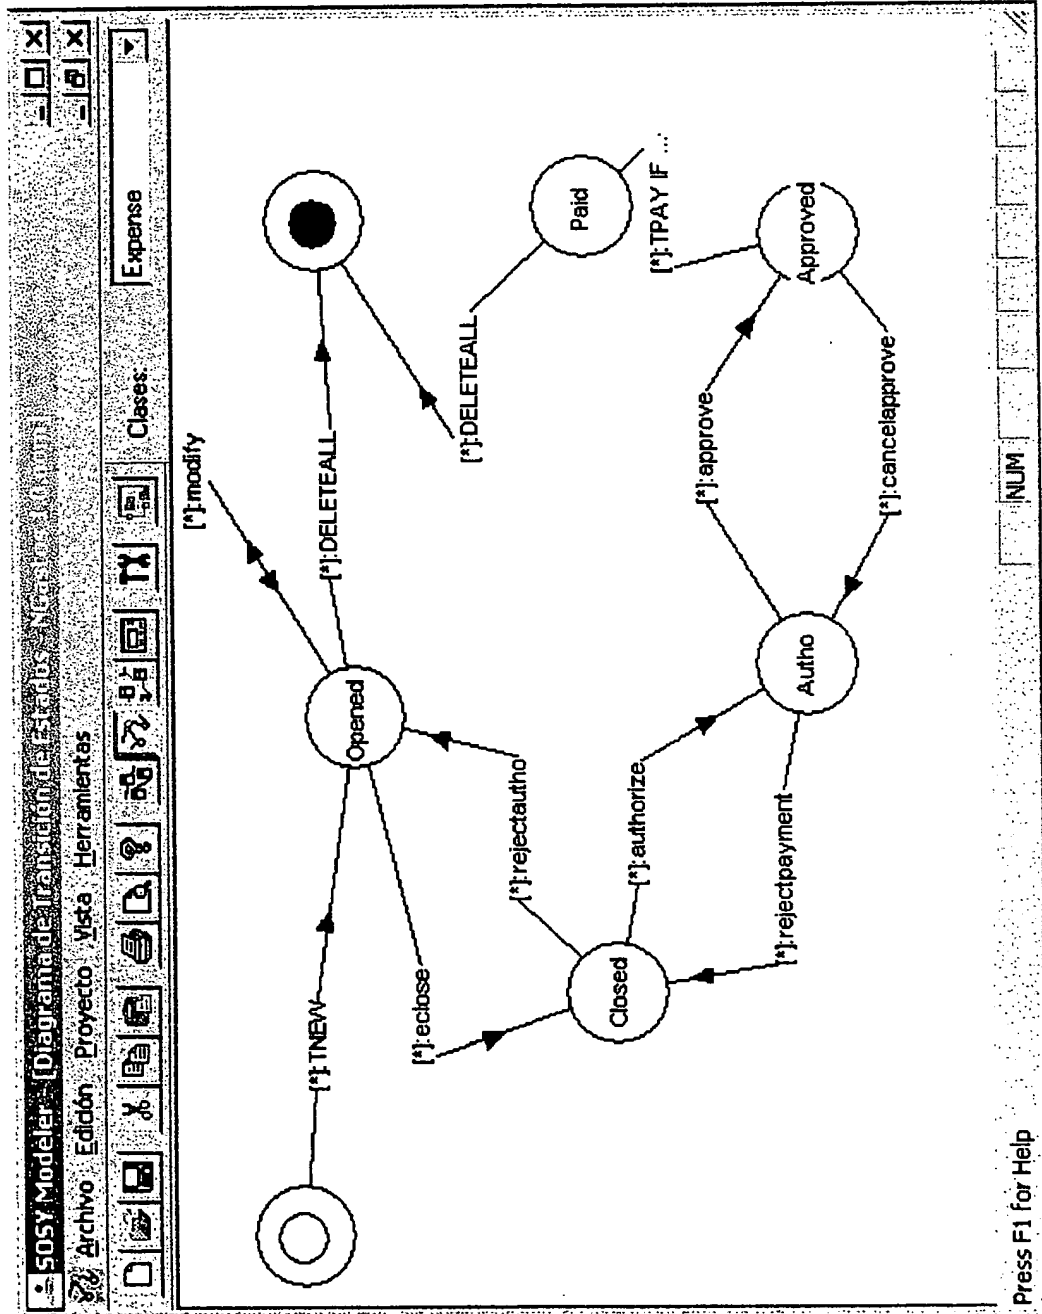 SOSY Modeler - [Diagrama de Transición de Estados
Archivo Edición Proyecto Vista Herramientas
Clases:
Expense
[*]:modify
[*]:TNEW
[*]:DELETEALL
Opened
[*]:eclose
[*]:DELETEALL
[*]:rejectautho
Paid
Closed
[*]:authorize
[*]:TPAY IF ...
[*]:approve
[*]:rejectpayment
Autho
Approved
[*]:cancelapprove
Press F1 for Help
NUM